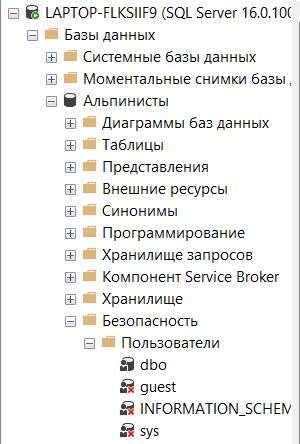 LAPTOP-FLKSIIF9 (SQL Server 16.0.100
Базы данных
Системные базы данных
Моментальные снимки базы
Альпинисты
Диаграммы баз данных
Таблицы
Представления
Внешние ресурсы
Синонимы
Программирование
Хранилище запросов
Компонент Service Broker
Хранилище
Безопасность
Пользователи
dbo
guest
INFORMATION_SCHEM
sys